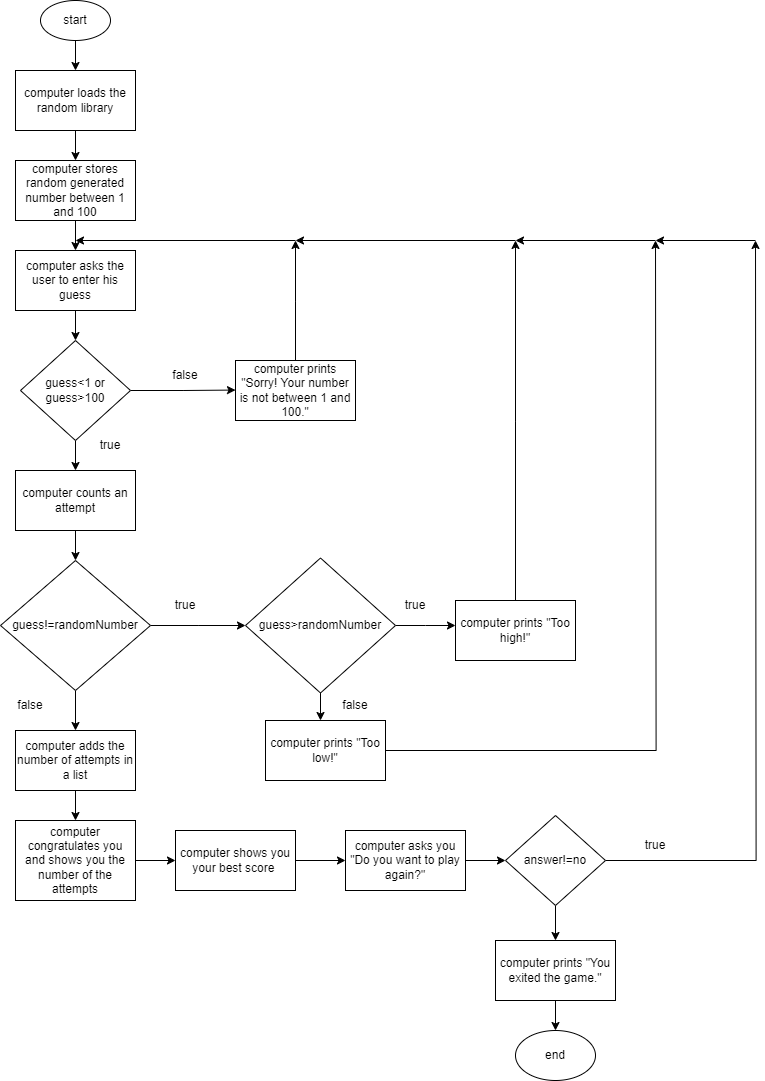 start
computer loads the
random library
computer stores
random generated
number between 1
and 100
computer asks the
user to enter his
guess
guess<1 or
guess>100
false
computer prints
"Sorry! Your number
is not between 1 and
100."
true
computer counts an
attempt
guess!=randomNumber
true
guess>randomNumber
true
computer prints "Too
high!"
false
false
computer prints "Too
low!"
computer adds the
number of attempts in
a list
computer
congratulates you
and shows you the
number of the
attempts
computer shows you
your best score
computer asks you
"Do you want to play
again?"
answer!=no
true
computer prints "You
exited the game."
end